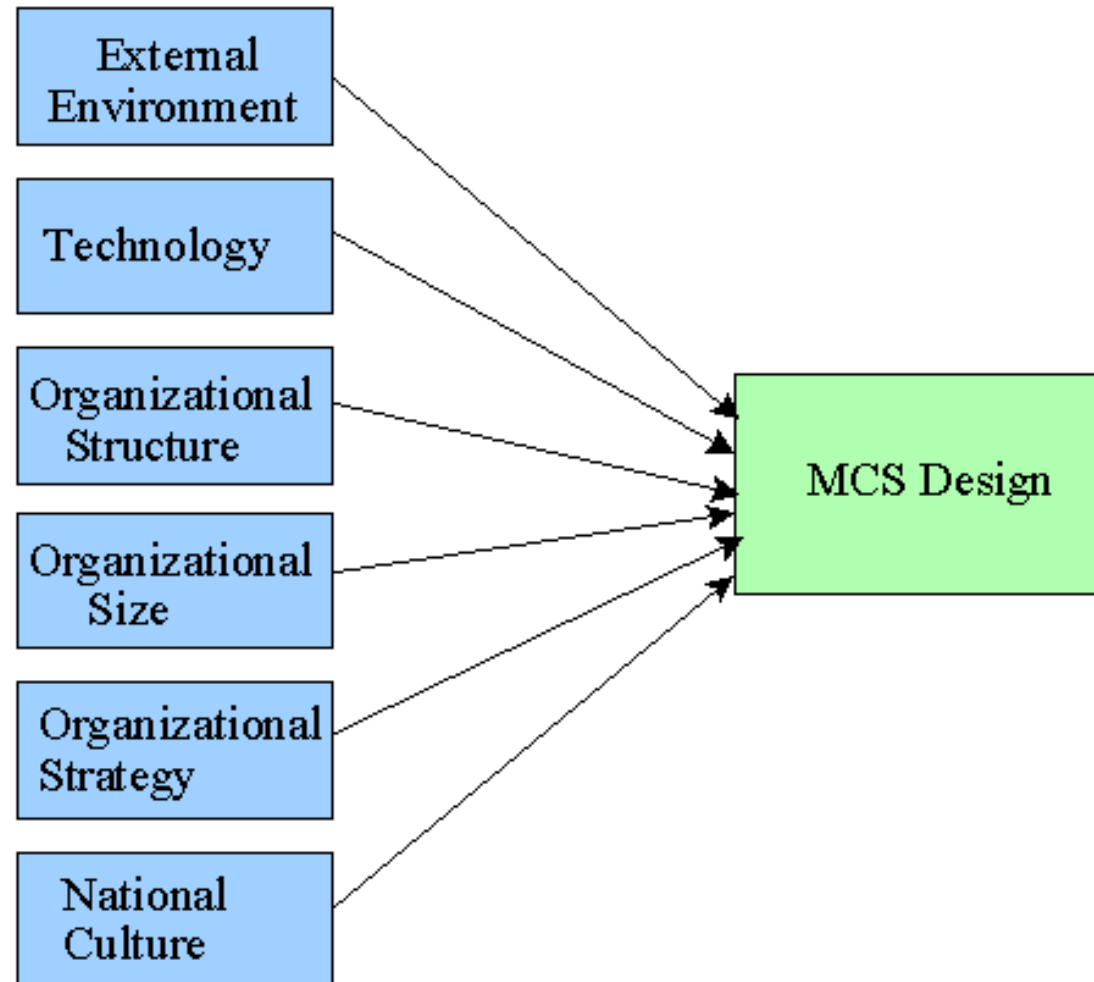 External
Environment
Technology
Organizational
Structure
Organizational
Size
Organizational
Strategy
National
Culture
MCS Design